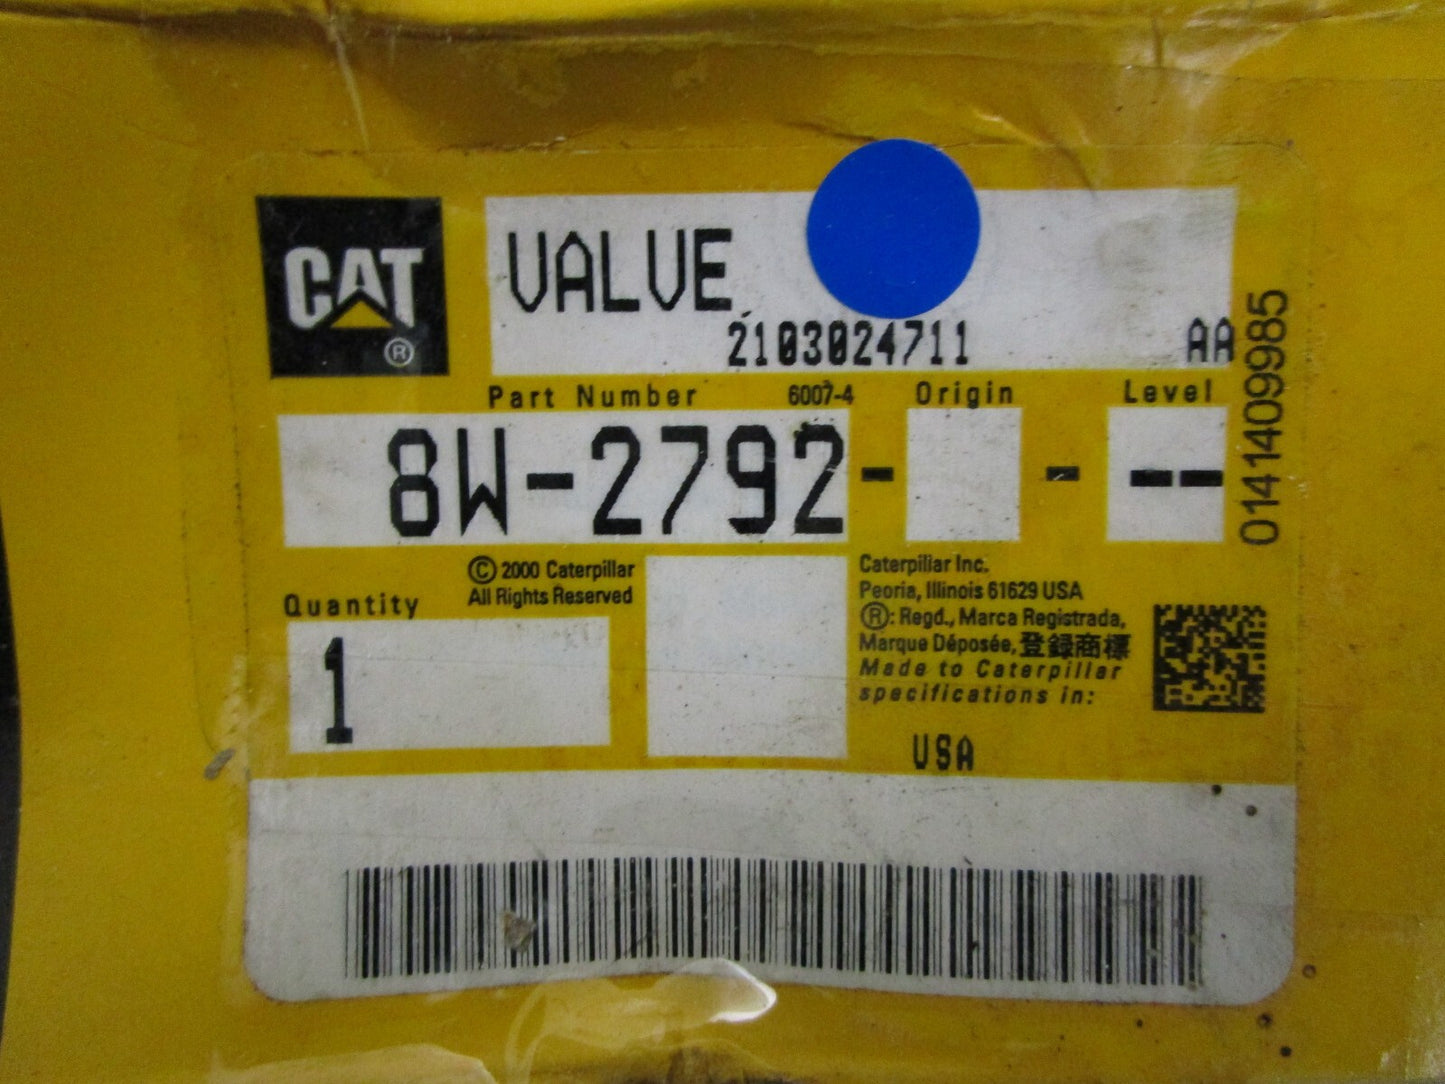 CAT
®
VALVE
2103024711 AA
Part Number 6007-4 Origin Level
8W-2792- - --
01409985
© 2000 Caterpillar
All Rights Reserved
Quantity
1
Caterpillar Inc.
Peoria, Illinois 61629 USA
®: Regd., Marca Registrada,
Marque Déposée, 登録商標
Made to Caterpillar
specifications in:
USA